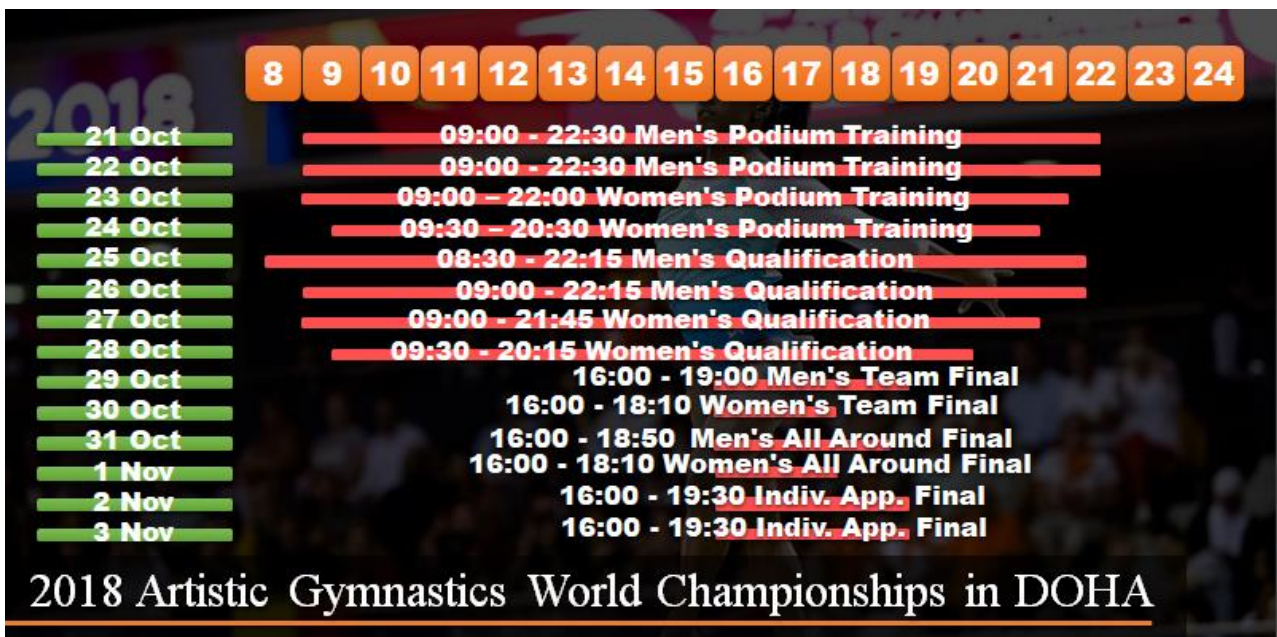 2018
8 9 10 11 12 13 14 15 16 17 18 19 20 21 22 23 24
21 Oct 09:00 - 22:30 Men's Podium Training
22 Oct 09:00 - 22:30 Men's Podium Training
23 Oct 09:00 – 22:00 Women's Podium Training
24 Oct 09:30 – 20:30 Women's Podium Training
25 Oct 08:30 - 22:15 Men's Qualification
26 Oct 09:00 - 22:15 Men's Qualification
27 Oct 09:00 - 21:45 Women's Qualification
28 Oct 09:30 - 20:15 Women's Qualification
29 Oct 16:00 - 19:00 Men's Team Final
30 Oct 16:00 - 18:10 Women's Team Final
31 Oct 16:00 - 18:50 Men's All Around Final
1 Nov 16:00 - 18:10 Women's All Around Final
2 Nov 16:00 - 19:30 Indiv. App. Final
3 Nov 16:00 - 19:30 Indiv. App. Final
2018 Artistic Gymnastics World Championships in DOHA